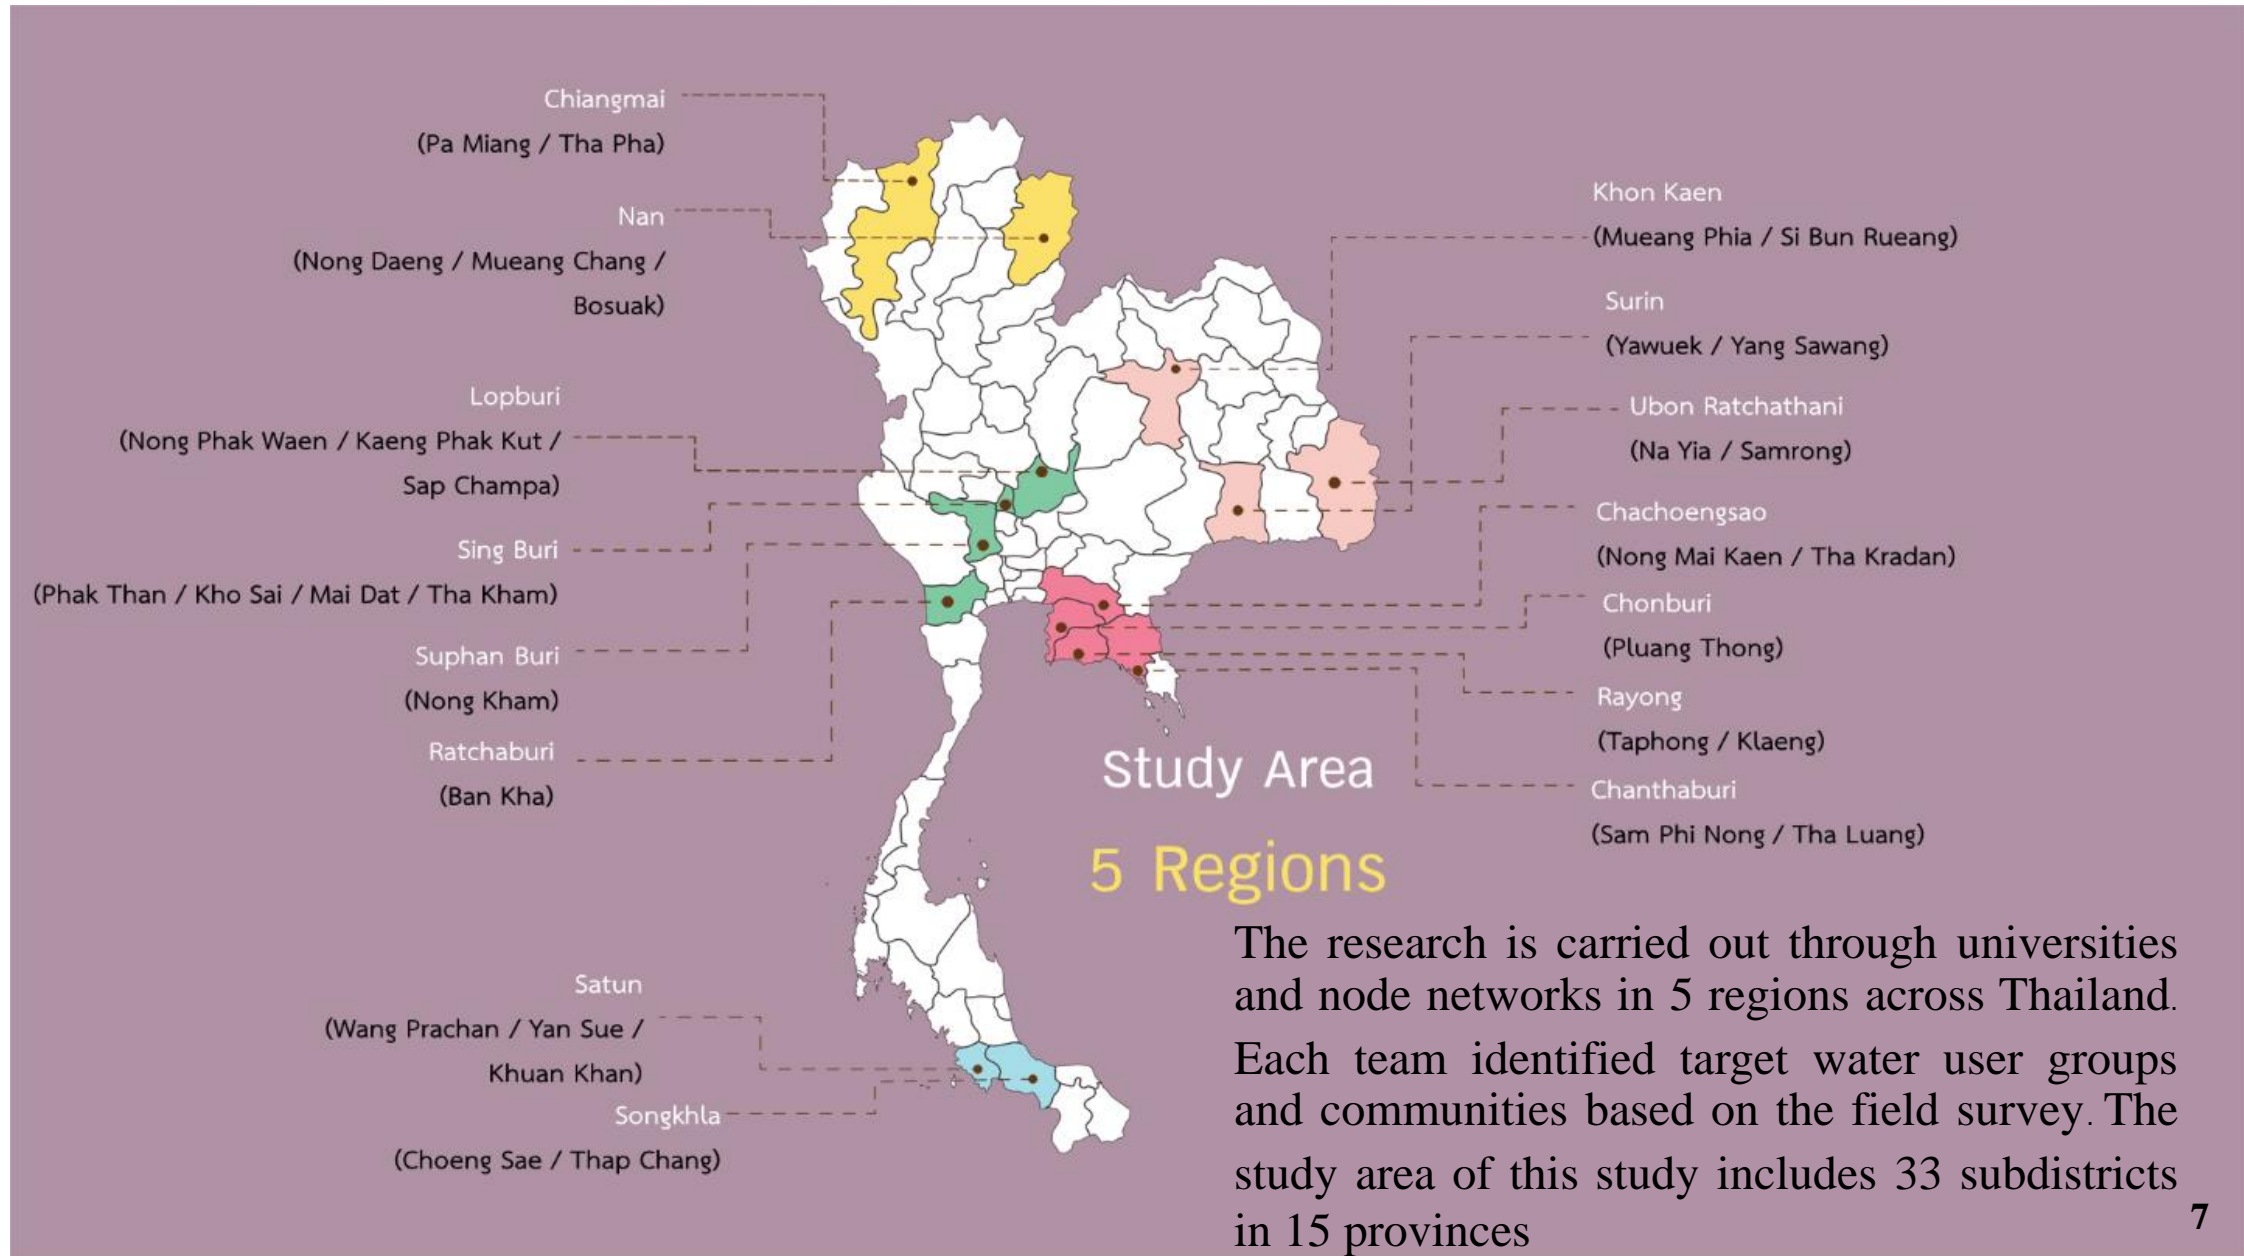 Chiangmai
(Pa Miang / Tha Pha)
Nan
(Nong Daeng / Mueang Chang /
Bosuak)
Lopburi
(Nong Phak Waen / Kaeng Phak Kut /
Sap Champa)
Sing Buri
(Phak Than / Kho Sai / Mai Dat / Tha Kham)
Suphan Buri
(Nong Kham)
Ratchaburi
(Ban Kha)
Satun
(Wang Prachan / Yan Sue /
Khuan Khan)
Songkhla
(Choeng Sae / Thap Chang)
Khon Kaen
(Mueang Phia / Si Bun Rueang)
Surin
(Yawuek / Yang Sawang)
Ubon Ratchathani
(Na Yia / Samrong)
Chachoengsao
(Nong Mai Kaen / Tha Kradan)
Chonburi
(Pluang Thong)
Rayong
(Taphong / Klaeng)
Chanthaburi
(Sam Phi Nong / Tha Luang)
Study Area
5 Regions
The research is carried out through universities
and node networks in 5 regions across Thailand.
Each team identified target water user groups
and communities based on the field survey. The
study area of this study includes 33 subdistricts
in 15 provinces
7